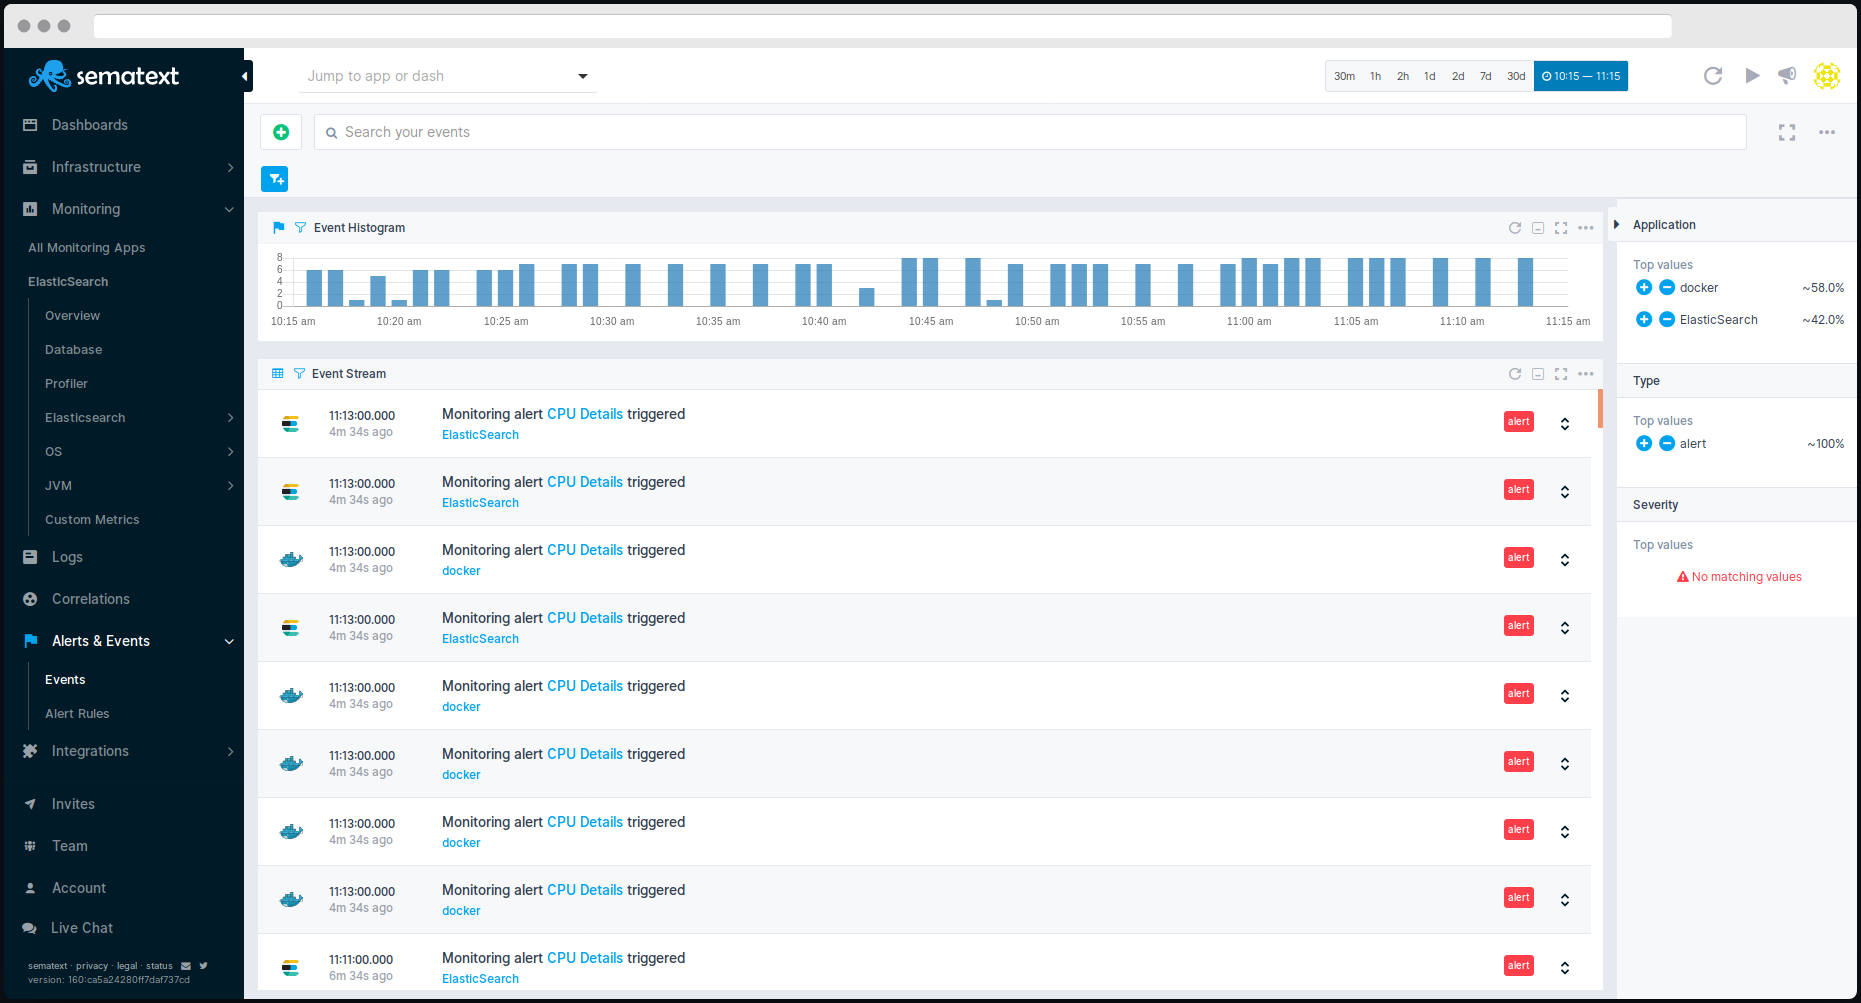 sematext
Jump to app or dash
30m 1h 2h 1d 2d 7d 30d 10:15 — 11:15
Dashboards
Infrastructure
Monitoring
All Monitoring Apps
ElasticSearch
Overview
Database
Profiler
Elasticsearch
OS
JVM
Custom Metrics
Logs
Correlations
Alerts & Events
Events
Alert Rules
Integrations
Invites
Team
Account
Live Chat
sematext · privacy · legal · status
version: 160:ca5a24280ff7daf737cd
Search your events
Event Histogram
8
6
4
2
0
10:15 am 10:20 am 10:25 am 10:30 am 10:35 am 10:40 am 10:45 am 10:50 am 10:55 am 11:00 am 11:05 am 11:10 am 11:15 am
Event Stream
11:13:00.000 Monitoring alert CPU Details triggered alert
4m 34s ago ElasticSearch
11:13:00.000 Monitoring alert CPU Details triggered alert
4m 34s ago ElasticSearch
11:13:00.000 Monitoring alert CPU Details triggered alert
4m 34s ago docker
11:13:00.000 Monitoring alert CPU Details triggered alert
4m 34s ago ElasticSearch
11:13:00.000 Monitoring alert CPU Details triggered alert
4m 34s ago docker
11:13:00.000 Monitoring alert CPU Details triggered alert
4m 34s ago docker
11:13:00.000 Monitoring alert CPU Details triggered alert
4m 34s ago docker
11:13:00.000 Monitoring alert CPU Details triggered alert
4m 34s ago docker
11:11:00.000 Monitoring alert CPU Details triggered alert
6m 34s ago ElasticSearch
Application
Top values
docker ~58.0%
ElasticSearch ~42.0%
Type
Top values
alert ~100%
Severity
Top values
No matching values